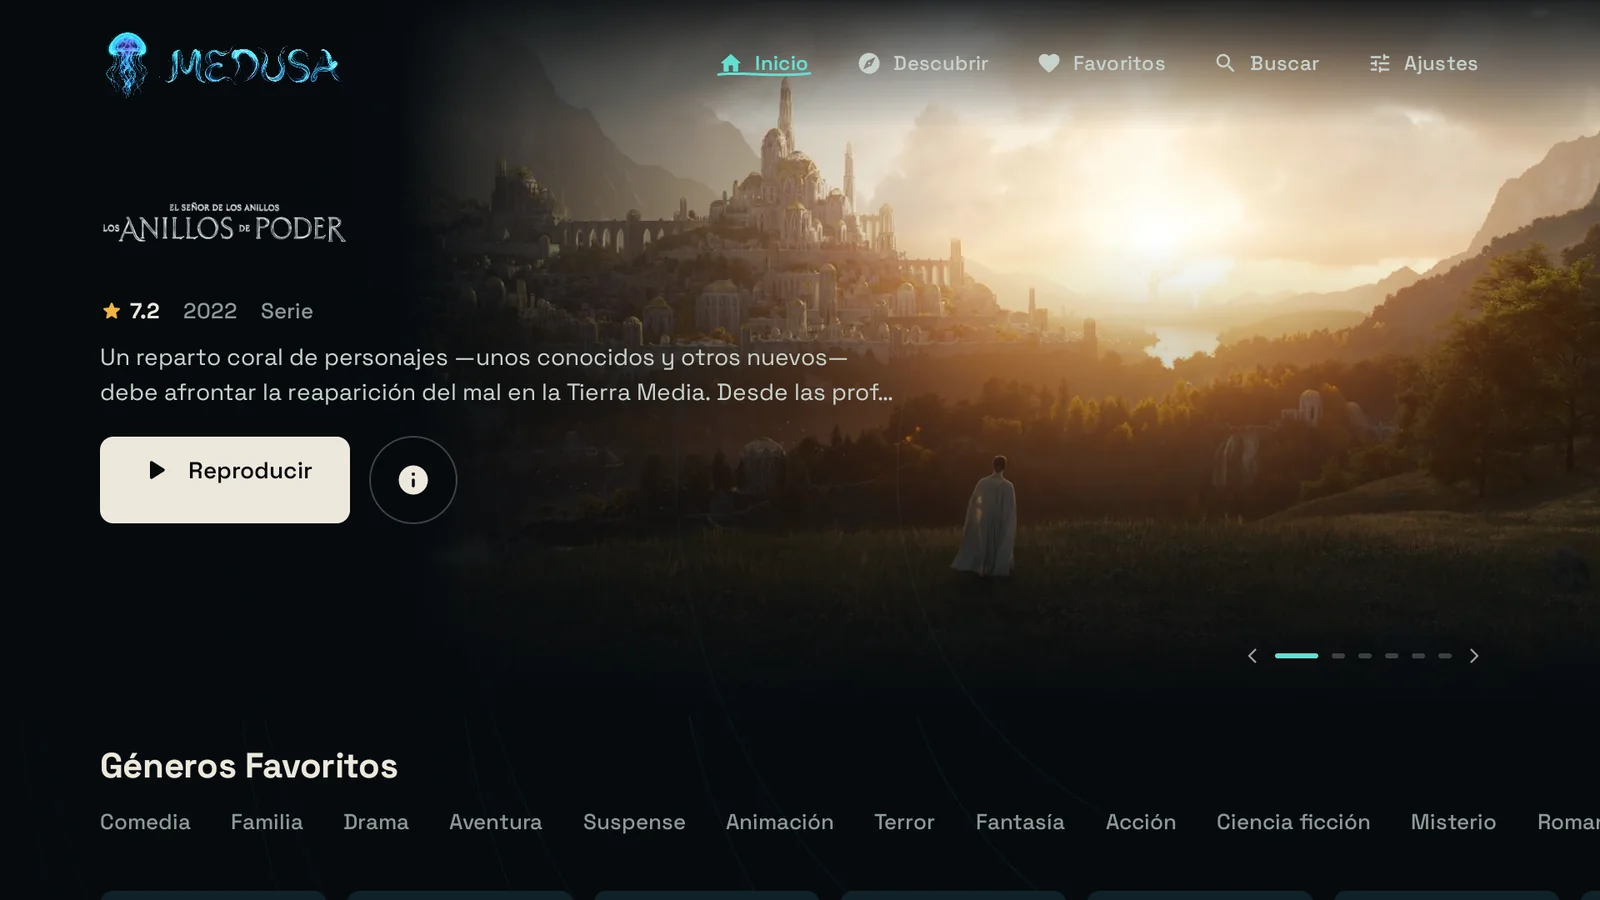 MEDUSA
Inicio
Descubrir
Favoritos
Buscar
Ajustes
EL SEÑOR DE LOS ANILLOS
LOS ANILLOS DE PODER
7.2 2022 Serie
Un reparto coral de personajes —unos conocidos y otros nuevos—
debe afrontar la reaparición del mal en la Tierra Media. Desde las prof...
Reproducir
Géneros Favoritos
Comedia Familia Drama Aventura Suspense Animación Terror Fantasía Acción Ciencia ficción Misterio Roman